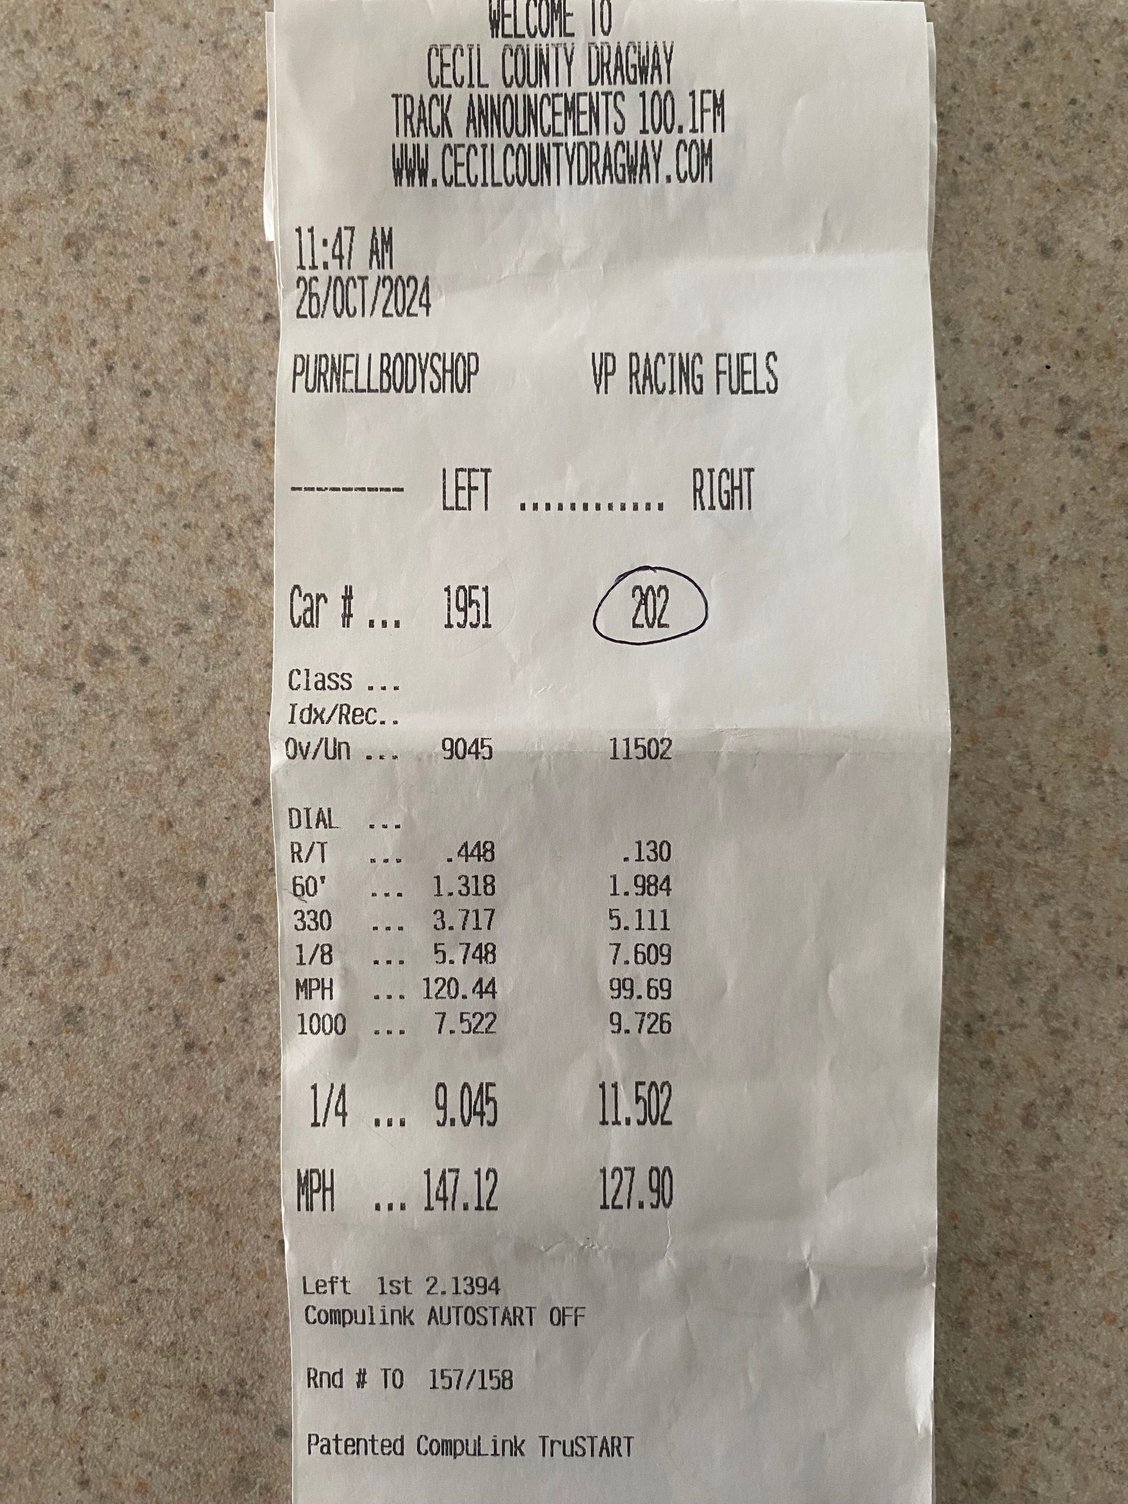 WELCOME TO
CECIL COUNTY DRAGWAY
TRACK ANNOUNCEMENTS 100.1FM
WWW.CECILCOUNTYDRAGWAY.COM
11:47 AM
26/OCT/2024
PURNELLBODYSHOP VP RACING FUELS
--------- LEFT ............ RIGHT
Car # ... 1951 202
Class ...
Idx/Rec..
Ov/Un ... 9045 11502
DIAL ...
R/T ... .448 .130
60' ... 1.318 1.984
330 ... 3.717 5.111
1/8 ... 5.748 7.609
MPH ... 120.44 99.69
1000 ... 7.522 9.726
1/4 ... 9.045 11.502
MPH ... 147.12 127.90
Left 1st 2.1394
Compulink AUTOSTART OFF
Rnd # TO 157/158
Patented CompuLink TruSTART